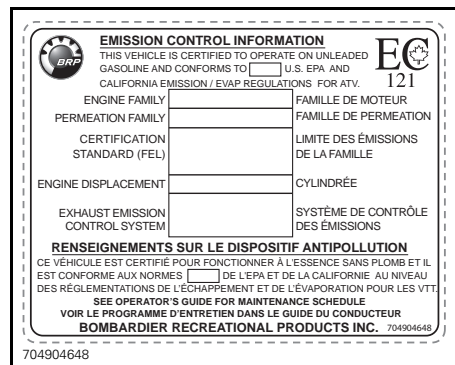 EMISSION CONTROL INFORMATION
BRP
THIS VEHICLE IS CERTIFIED TO OPERATE ON UNLEADED
GASOLINE AND CONFORMS TO U.S. EPA AND
CALIFORNIA EMISSION / EVAP REGULATIONS FOR ATV.
EC
121
ENGINE FAMILY FAMILLE DE MOTEUR
PERMEATION FAMILY FAMILLE DE PERMEATION
CERTIFICATION LIMITE DES ÉMISSIONS
STANDARD (FEL) DE LA FAMILLE
ENGINE DISPLACEMENT CYLINDRÉE
EXHAUST EMISSION SYSTÈME DE CONTRÔLE
CONTROL SYSTEM DES ÉMISSIONS
RENSEIGNEMENTS SUR LE DISPOSITIF ANTIPOLLUTION
CE VÉHICULE EST CERTIFIÉ POUR FONCTIONNER À L'ESSENCE SANS PLOMB ET IL
EST CONFORME AUX NORMES DE L'EPA ET DE LA CALIFORNIE AU NIVEAU
DES RÉGLEMENTATIONS DE L'ÉCHAPPEMENT ET DE L'ÉVAPORATION POUR LES VTT.
SEE OPERATOR'S GUIDE FOR MAINTENANCE SCHEDULE
VOIR LE PROGRAMME D'ENTRETIEN DANS LE GUIDE DU CONDUCTEUR
BOMBARDIER RECREATIONAL PRODUCTS INC. 704904648
704904648